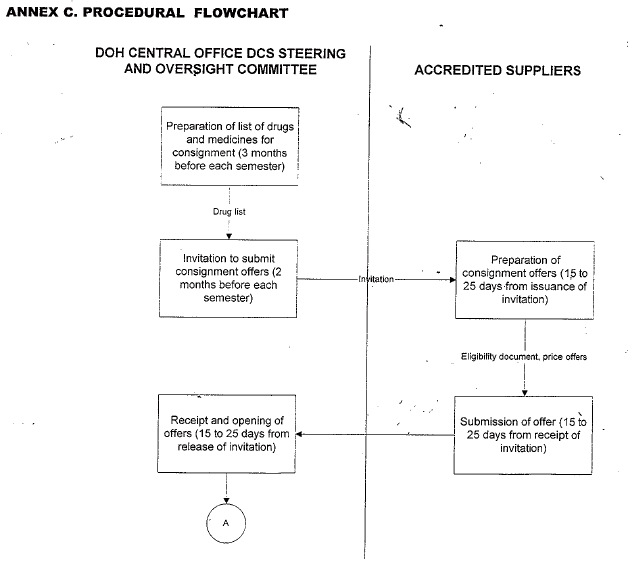 ANNEX C. PROCEDURAL FLOWCHART
DOH CENTRAL OFFICE DCS STEERING
AND OVERSIGHT COMMITTEE
ACCREDITED SUPPLIERS
Preparation of list of drugs
and medicines for
consignment (3 months
before each semester)
Drug list
Invitation to submit
consignment offers (2
months before each
semester)
Invitation
Preparation of
consignment offers (15 to
25 days from issuance of
invitation)
Eligibility document, price offers
Submission of offer (15 to
25 days from receipt of
invitation)
Receipt and opening of
offers (15 to 25 days from
release of invitation)
A